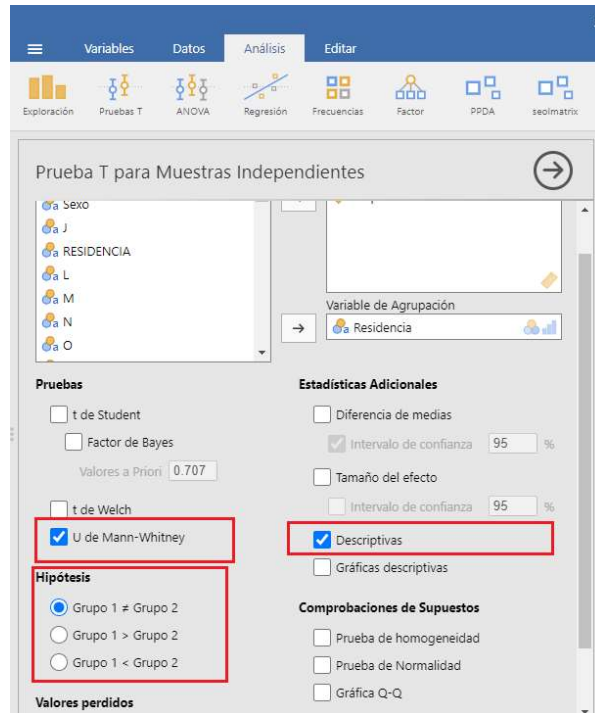 Variables Datos Análisis Editar
Exploración Pruebas T ANOVA Regresión Frecuencias Factor PPDA seolmatrix
Prueba T para Muestras Independientes
Sexo
J
RESIDENCIA
L
M
N
O
Variable de Agrupación
Residencia
Pruebas
t de Student
Factor de Bayes
Valores a Priori 0.707
t de Welch
U de Mann-Whitney
Hipótesis
Grupo 1 ≠ Grupo 2
Grupo 1 > Grupo 2
Grupo 1 < Grupo 2
Valores perdidos
Estadísticas Adicionales
Diferencia de medias
Intervalo de confianza 95 %
Tamaño del efecto
Intervalo de confianza 95 %
Descriptivas
Gráficas descriptivas
Comprobaciones de Supuestos
Prueba de homogeneidad
Prueba de Normalidad
Gráfica Q-Q